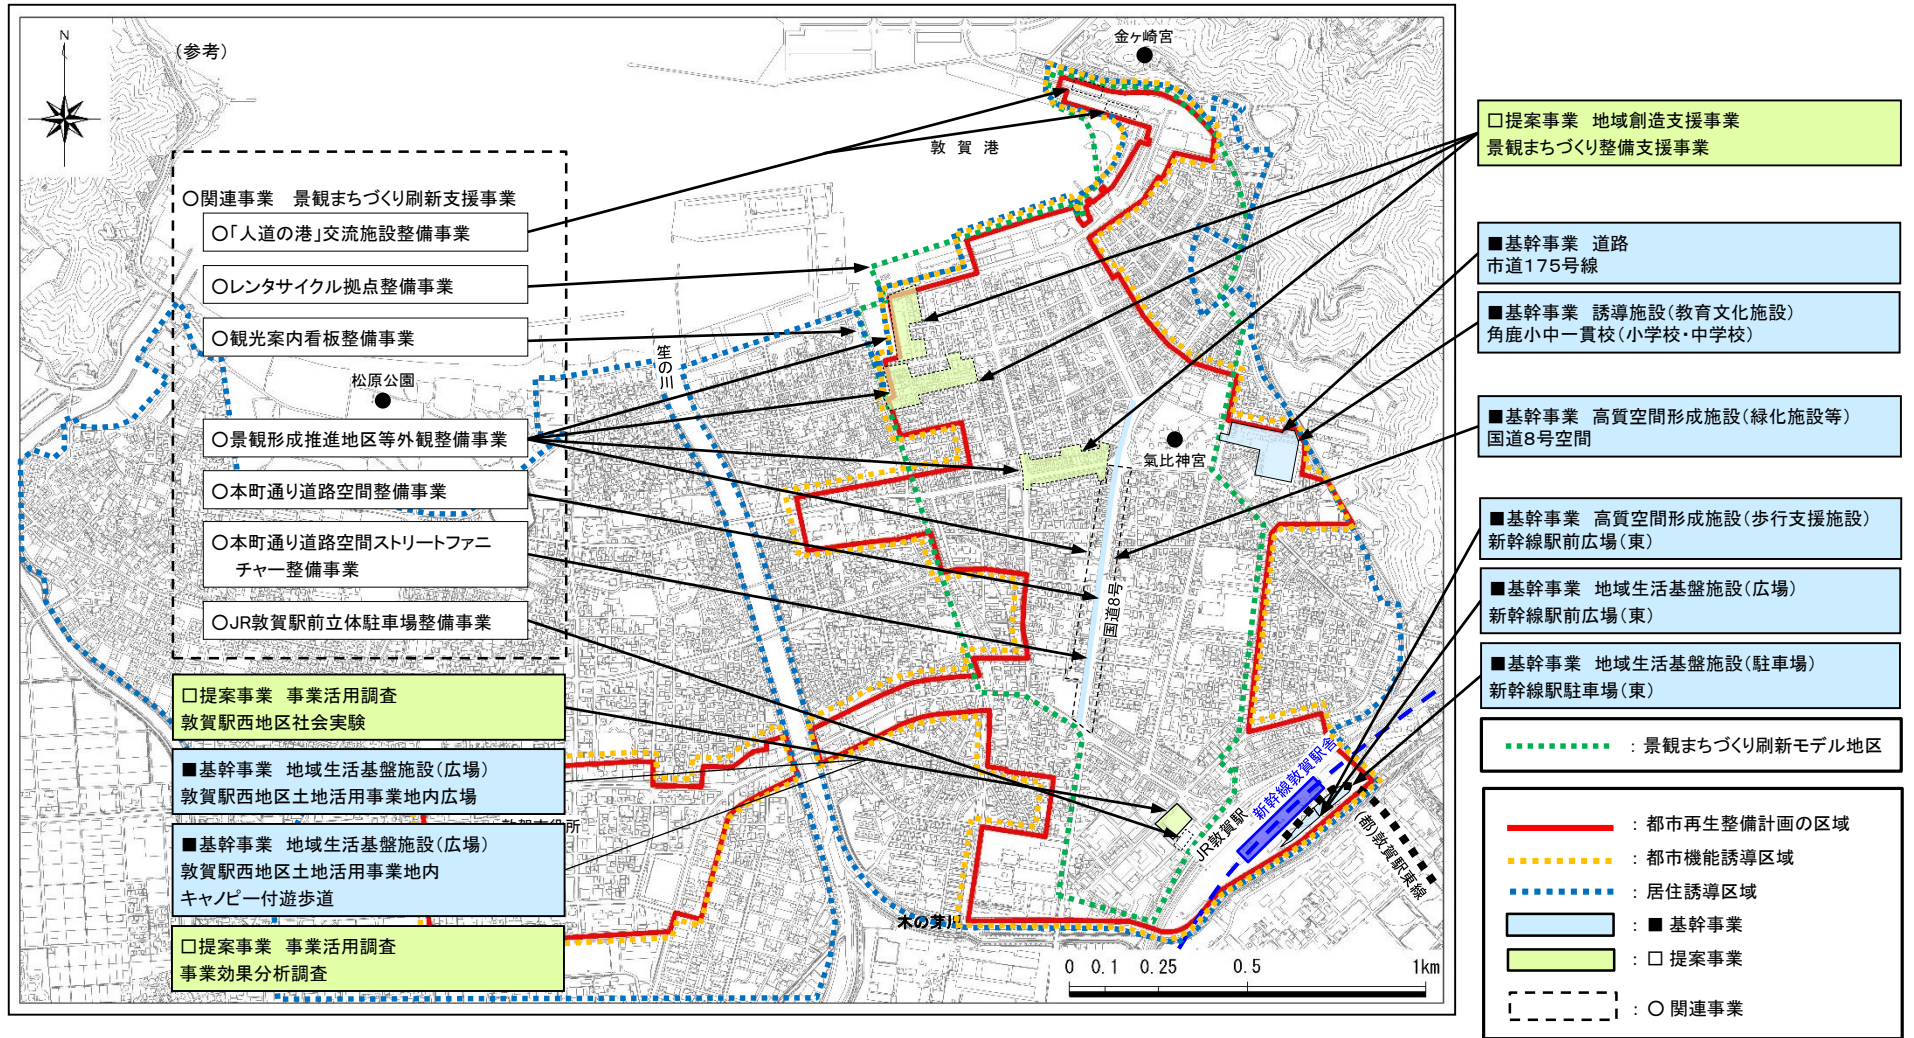 N
(参考)
金ヶ崎宮
敦賀港
○関連事業 景観まちづくり刷新支援事業
○「人道の港」交流施設整備事業
○レンタサイクル拠点整備事業
○観光案内看板整備事業
笙の川
松原公園
○景観形成推進地区等外観整備事業
○本町通り道路空間整備事業
○本町通り道路空間ストリートファニ
チャー整備事業
○JR敦賀駅前立体駐車場整備事業
氣比神宮
国道8号
□提案事業 事業活用調査
敦賀駅西地区社会実験
■基幹事業 地域生活基盤施設(広場)
敦賀駅西地区土地活用事業地内広場
■基幹事業 地域生活基盤施設(広場)
敦賀駅西地区土地活用事業地内
キャノピー付遊歩道
□提案事業 事業活用調査
事業効果分析調査
木の芽川
JR敦賀駅
新幹線敦賀駅舎
(都)敦賀駅東線
0 0.1 0.25 0.5 1km
□提案事業 地域創造支援事業
景観まちづくり整備支援事業
■基幹事業 道路
市道175号線
■基幹事業 誘導施設(教育文化施設)
角鹿小中一貫校(小学校・中学校)
■基幹事業 高質空間形成施設(緑化施設等)
国道8号空間
■基幹事業 高質空間形成施設(歩行支援施設)
新幹線駅前広場(東)
■基幹事業 地域生活基盤施設(広場)
新幹線駅前広場(東)
■基幹事業 地域生活基盤施設(駐車場)
新幹線駅駐車場(東)
：景観まちづくり刷新モデル地区
：都市再生整備計画の区域
：都市機能誘導区域
：居住誘導区域
：■ 基幹事業
：□ 提案事業
：○ 関連事業